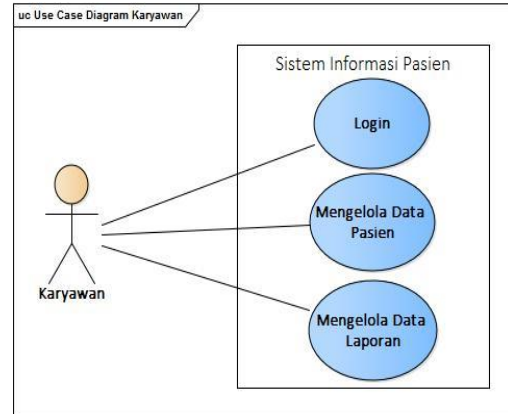 uc Use Case Diagram Karyawan
Sistem Informasi Pasien
Login
Mengelola Data
Pasien
Karyawan
Mengelola Data
Laporan